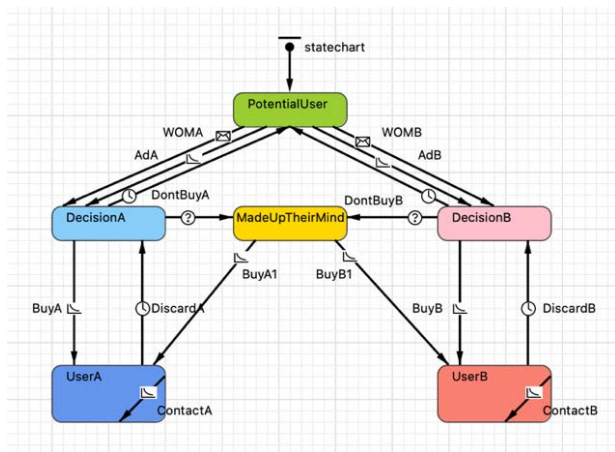 statechart
PotentialUser
WOMA
WOMB
AdA
AdB
DontBuyA
DontBuyB
DecisionA
?
MadeUpTheirMind
?
DecisionB
BuyA1
BuyB1
BuyA
DiscardA
BuyB
DiscardB
UserA
UserB
ContactA
ContactB